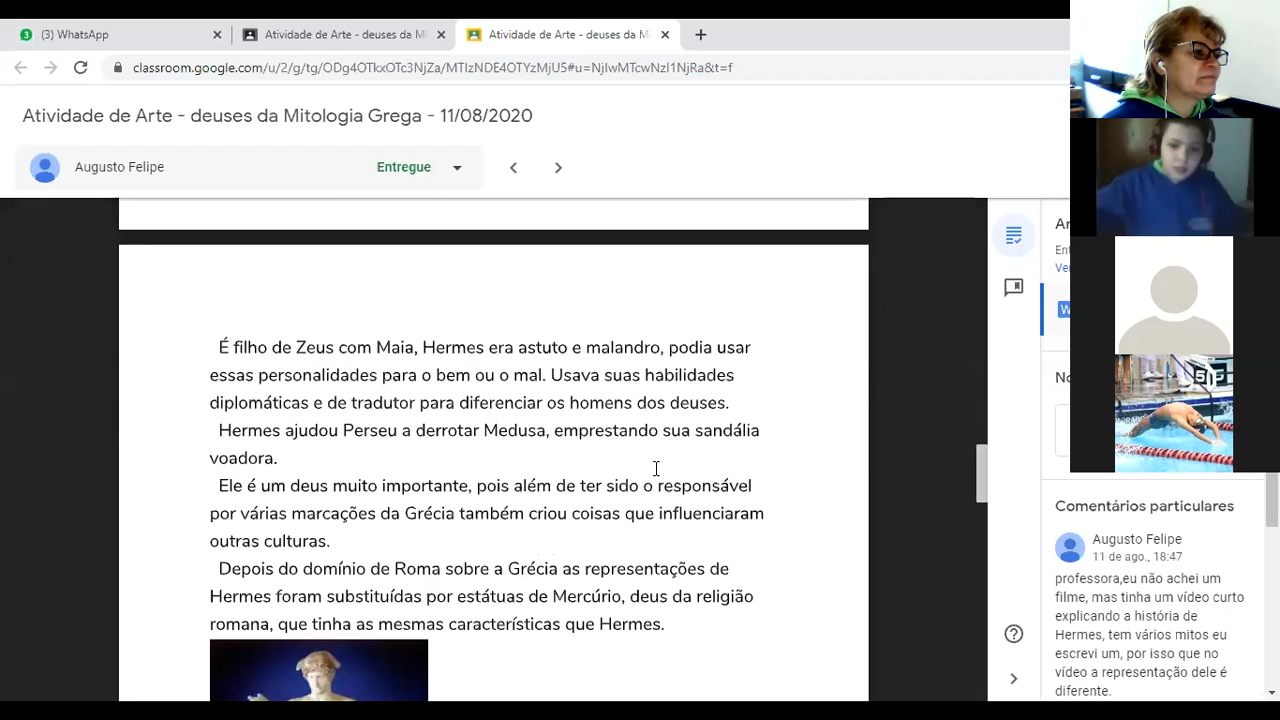 3 (3) WhatsApp
Atividade de Arte - deuses da Mi
Atividade de Arte - deuses da M
classroom.google.com/u/2/g/tg/ODg4OTkxOTc3NjZa/MTIzNDE4OTYzMjU5#u=NjIwMTcwNzI1NjRa&t=f
Atividade de Arte - deuses da Mitologia Grega - 11/08/2020
Augusto Felipe Entregue
É filho de Zeus com Maia, Hermes era astuto e malandro, podia usar
essas personalidades para o bem ou o mal. Usava suas habilidades
diplomáticas e de tradutor para diferenciar os homens dos deuses.
Hermes ajudou Perseu a derrotar Medusa, emprestando sua sandália
voadora.
Ele é um deus muito importante, pois além de ter sido o responsável
por várias marcações da Grécia também criou coisas que influenciaram
outras culturas.
Depois do domínio de Roma sobre a Grécia as representações de
Hermes foram substituídas por estátuas de Mercúrio, deus da religião
romana, que tinha as mesmas características que Hermes.
Ar
Ent
Ver
W
No
5
Comentários particulares
Augusto Felipe
11 de ago., 18:47
professora,eu não achei um
filme, mas tinha um vídeo curto
explicando a história de
Hermes, tem vários mitos eu
escrevi um, por isso que no
vídeo a representação dele é
diferente.